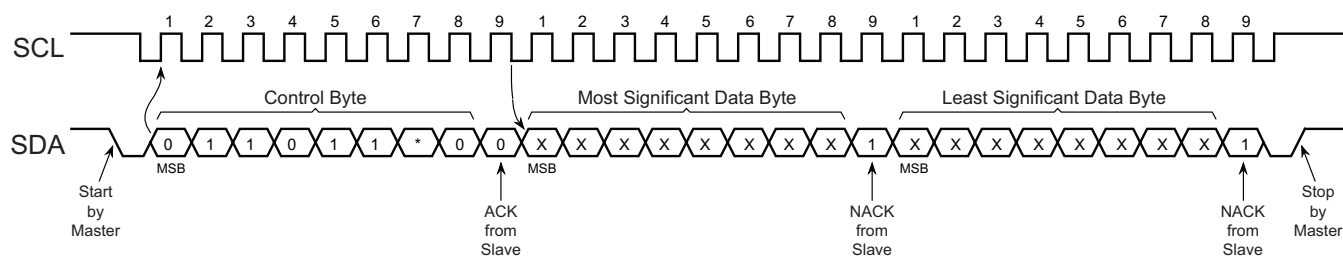 1 2 3 4 5 6 7 8 9 1 2 3 4 5 6 7 8 9 1 2 3 4 5 6 7 8 9
SCL
Control Byte Most Significant Data Byte Least Significant Data Byte
SDA 0 1 1 0 1 1 * 0 0 X X X X X X X X 1 X X X X X X X X 1
MSB MSB MSB
Start
by
Master
ACK
from
Slave
NACK
from
Slave
NACK
from
Slave
Stop
by
Master